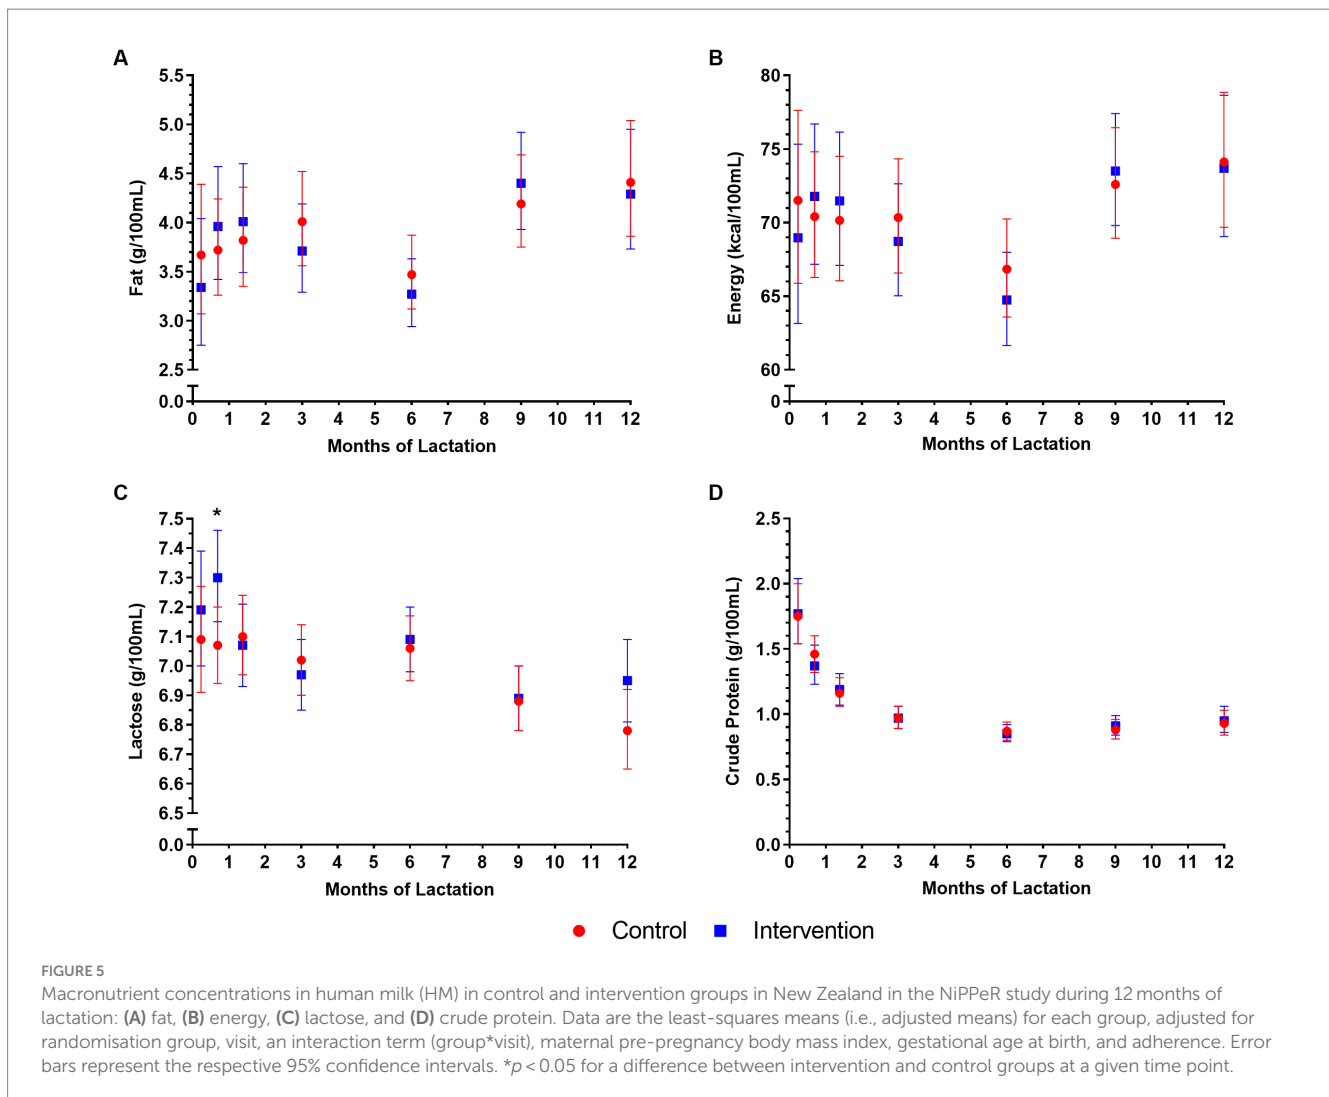 A
5.5
5.0
4.5
4.0
3.5
3.0
2.5
0.0
Fat (g/100mL)
0 1 2 3 4 5 6 7 8 9 10 11 12
Months of Lactation
B
80
75
70
65
60
0
Energy (kcal/100mL)
0 1 2 3 4 5 6 7 8 9 10 11 12
Months of Lactation
C
*
7.5
7.4
7.3
7.2
7.1
7.0
6.9
6.8
6.7
6.6
6.5
0.0
Lactose (g/100mL)
0 1 2 3 4 5 6 7 8 9 10 11 12
Months of Lactation
D
2.5
2.0
1.5
1.0
0.5
0.0
Crude Protein (g/100mL)
0 1 2 3 4 5 6 7 8 9 10 11 12
Months of Lactation
Control Intervention
FIGURE 5
Macronutrient concentrations in human milk (HM) in control and intervention groups in New Zealand in the NiPPeR study during 12 months of
lactation: (A) fat, (B) energy, (C) lactose, and (D) crude protein. Data are the least-squares means (i.e., adjusted means) for each group, adjusted for
randomisation group, visit, an interaction term (group*visit), maternal pre-pregnancy body mass index, gestational age at birth, and adherence. Error
bars represent the respective 95% confidence intervals. *p < 0.05 for a difference between intervention and control groups at a given time point.